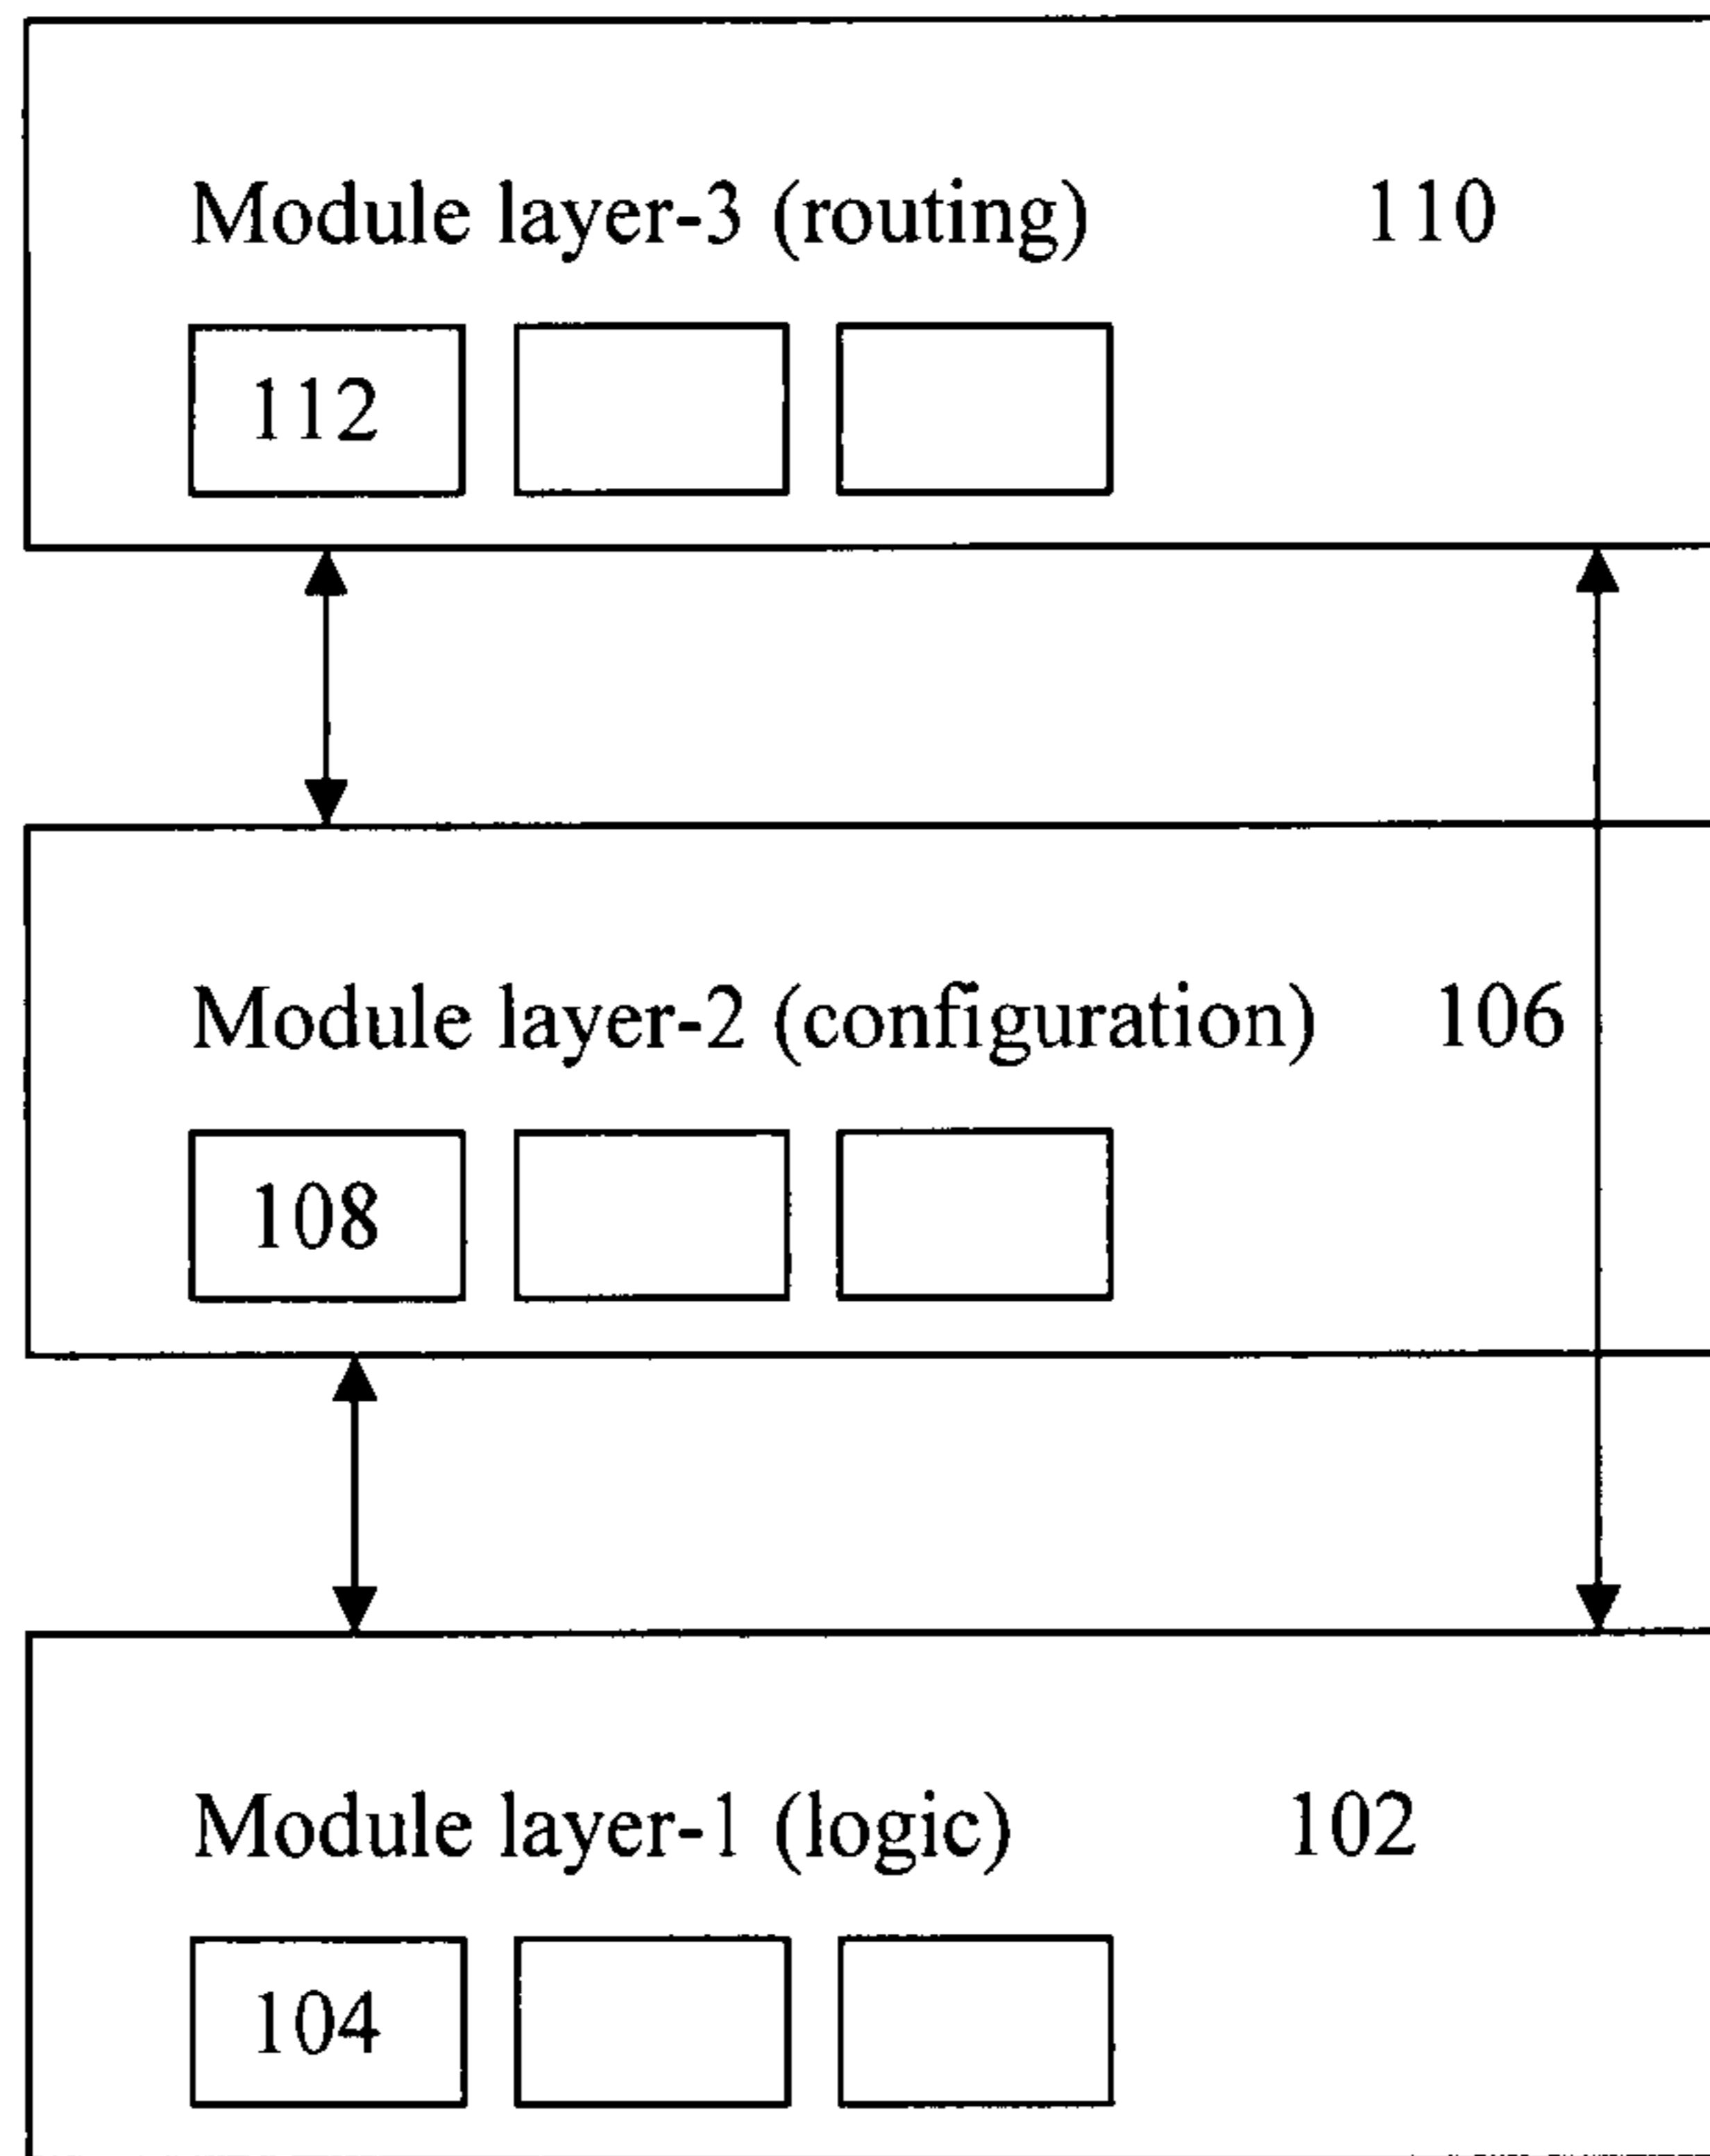 Module layer-3 (routing) 110
112
Module layer-2 (configuration) 106
108
Module layer-1 (logic) 102
104